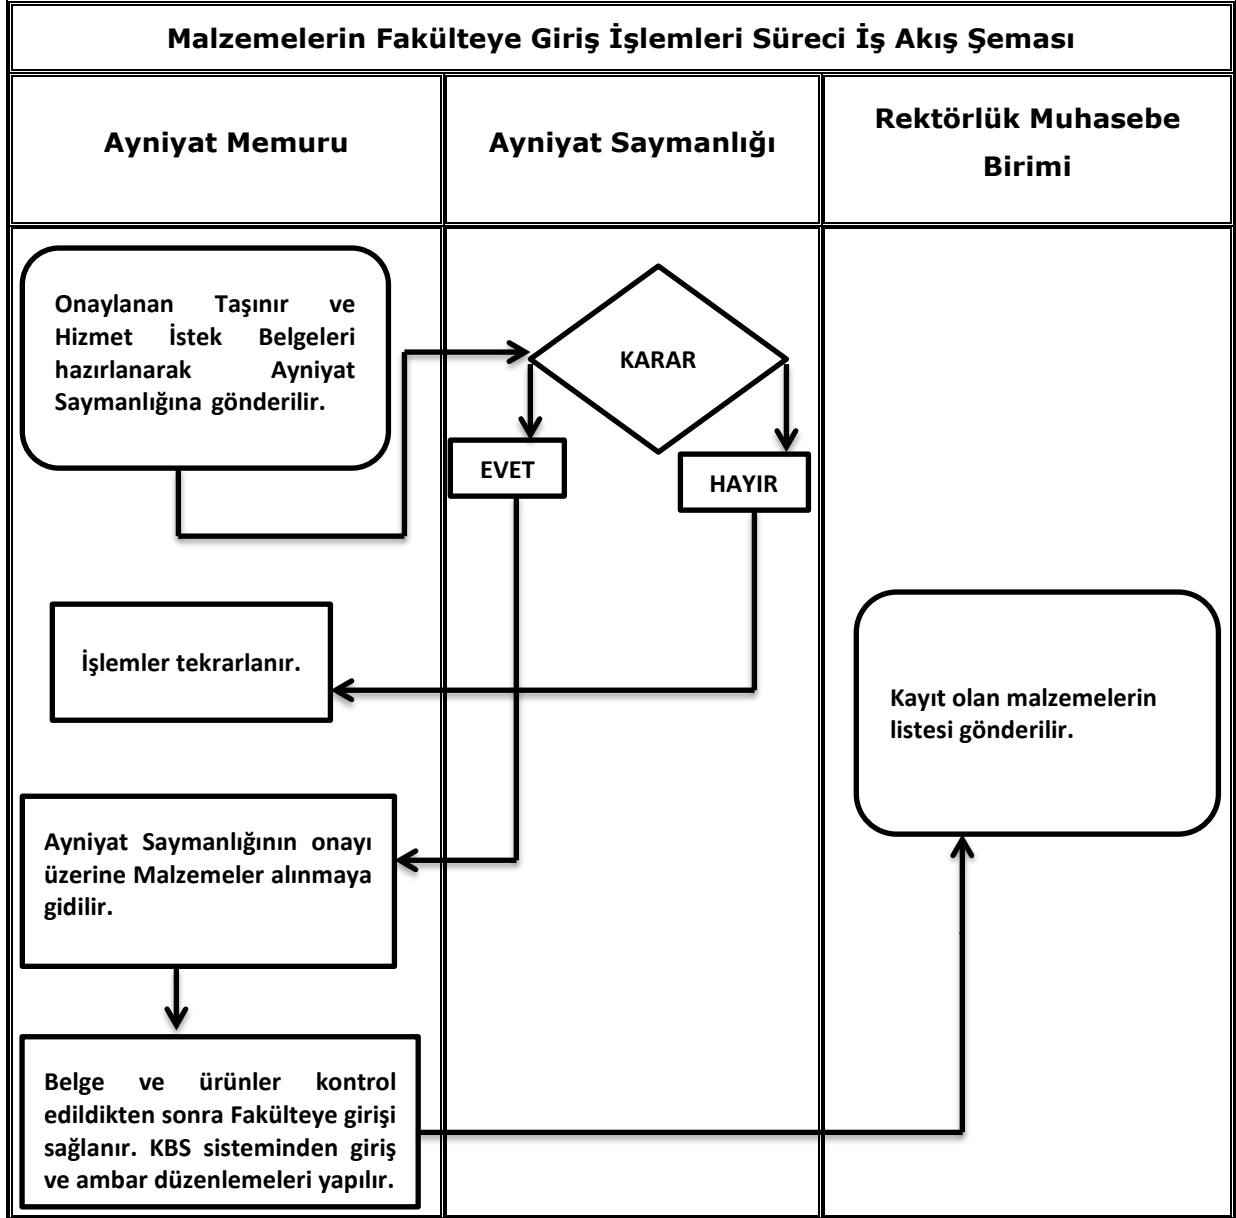 Malzemelerin Fakülteye Giriş İşlemleri Süreci İş Akış Şeması
Ayniyat Memuru
Ayniyat Saymanlığı
Rektörlük Muhasebe
Birimi
Onaylanan Taşınır ve
Hizmet İstek Belgeleri
hazırlanarak Ayniyat
Saymanlığına gönderilir.
KARAR
EVET
HAYIR
İşlemler tekrarlanır.
Kayıt olan malzemelerin
listesi gönderilir.
Ayniyat Saymanlığının onayı
üzerine Malzemeler alınmaya
gidilir.
Belge ve ürünler kontrol
edildikten sonra Fakülteye girişi
sağlanır. KBS sisteminden giriş
ve ambar düzenlemeleri yapılır.